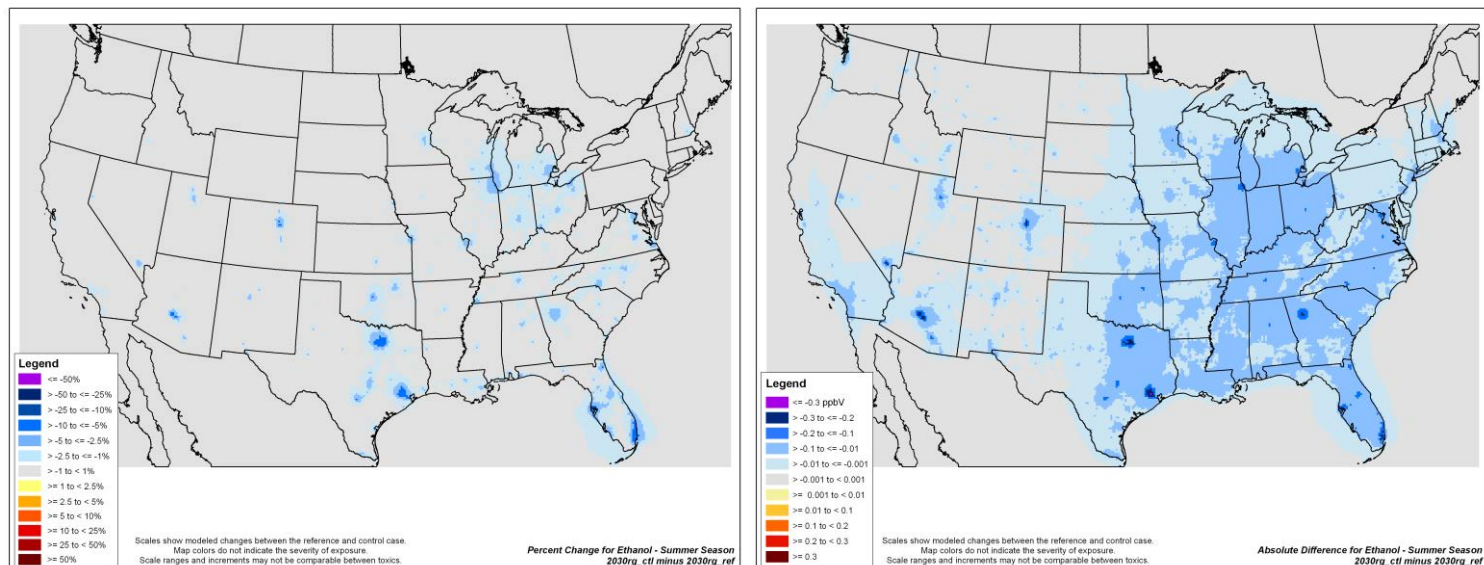 Legend
<= -50%
> -50 to <= -25%
> -25 to <= -10%
> -10 to <= -5%
> -5 to <= -2.5%
> -2.5 to <= -1%
> -1 to < 1%
>= 1 to < 2.5%
>= 2.5 to < 5%
>= 5 to < 10%
>= 10 to < 25%
>= 25 to < 50%
>= 50%
Scales show modeled changes between the reference and control case.
Map colors do not indicate the severity of exposure.
Scale ranges and increments may not be comparable between toxics.
Percent Change for Ethanol - Summer Season
2030rg_ctl minus 2030rg_ref
Legend
<= -0.3 ppbV
> -0.3 to <= -0.2
> -0.2 to <= -0.1
> -0.1 to <= -0.01
> -0.01 to <= -0.001
> -0.001 to < 0.001
>= 0.001 to < 0.01
>= 0.01 to < 0.1
>= 0.1 to < 0.2
>= 0.2 to < 0.3
>= 0.3
Scales show modeled changes between the reference and control case.
Map colors do not indicate the severity of exposure.
Scale ranges and increments may not be comparable between toxics.
Absolute Difference for Ethanol - Summer Season
2030rg_ctl minus 2030rg_ref